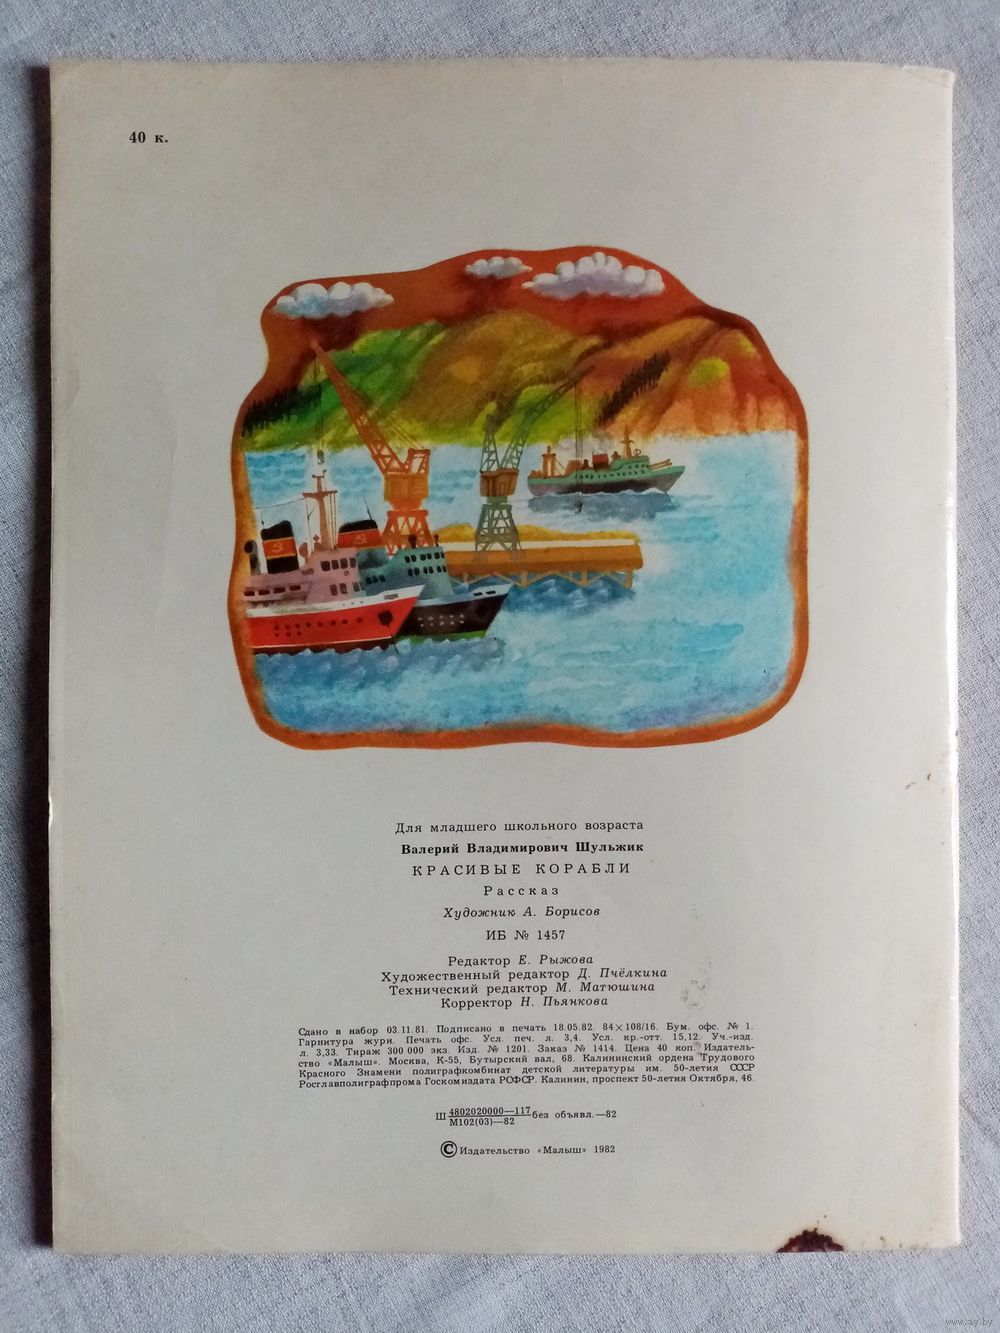 40 к.
Для младшего школьного возраста
Валерий Владимирович Шульжик
КРАСИВЫЕ КОРАБЛИ
Рассказ
Художник А. Борисов
ИБ № 1457
Редактор Е. Рыжова
Художественный редактор Д. Пчёлкина
Технический редактор М. Матюшина
Корректор Н. Пьянкова
Сдано в набор 03.11.81. Подписано в печать 18.05.82. 84×108/16. Бум. офс. № 1.
Гарнитура журн. Печать офс. Усл. печ. л. 3,4. Усл. кр.-отт. 15,12. Уч.-изд.
л. 3,33. Тираж 300 000 экз. Изд. № 1201. Заказ № 1414. Цена 40 коп. Издатель-
ство «Малыш». Москва, К-55, Бутырский вал, 68. Калининский ордена Трудового
Красного Знамени полиграфкомбинат детской литературы им. 50-летия СССР
Росглавполиграфпрома Госкомиздата РСФСР. Калинин, проспект 50-летия Октября, 46.
Ш 4802020000—117 без объявл.—82
М102(03)—82
© Издательство «Малыш» 1982
www.ay.by